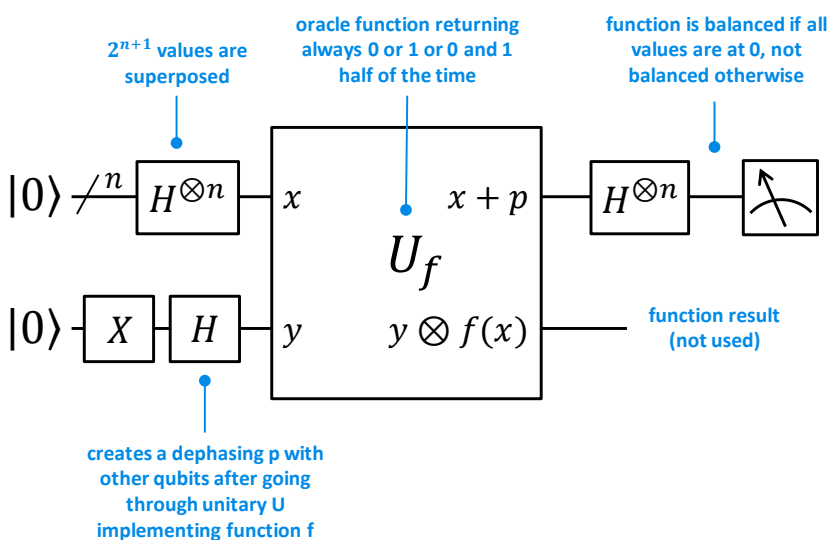 2ⁿ⁺¹ values are
superposed
oracle function returning
always 0 or 1 or 0 and 1
half of the time
function is balanced if all
values are at 0, not
balanced otherwise
|0⟩ n H⊗ⁿ x x + p H⊗ⁿ
U_f
|0⟩ X H y y ⊗ f(x)
function result
(not used)
creates a dephasing p with
other qubits after going
through unitary U
implementing function f